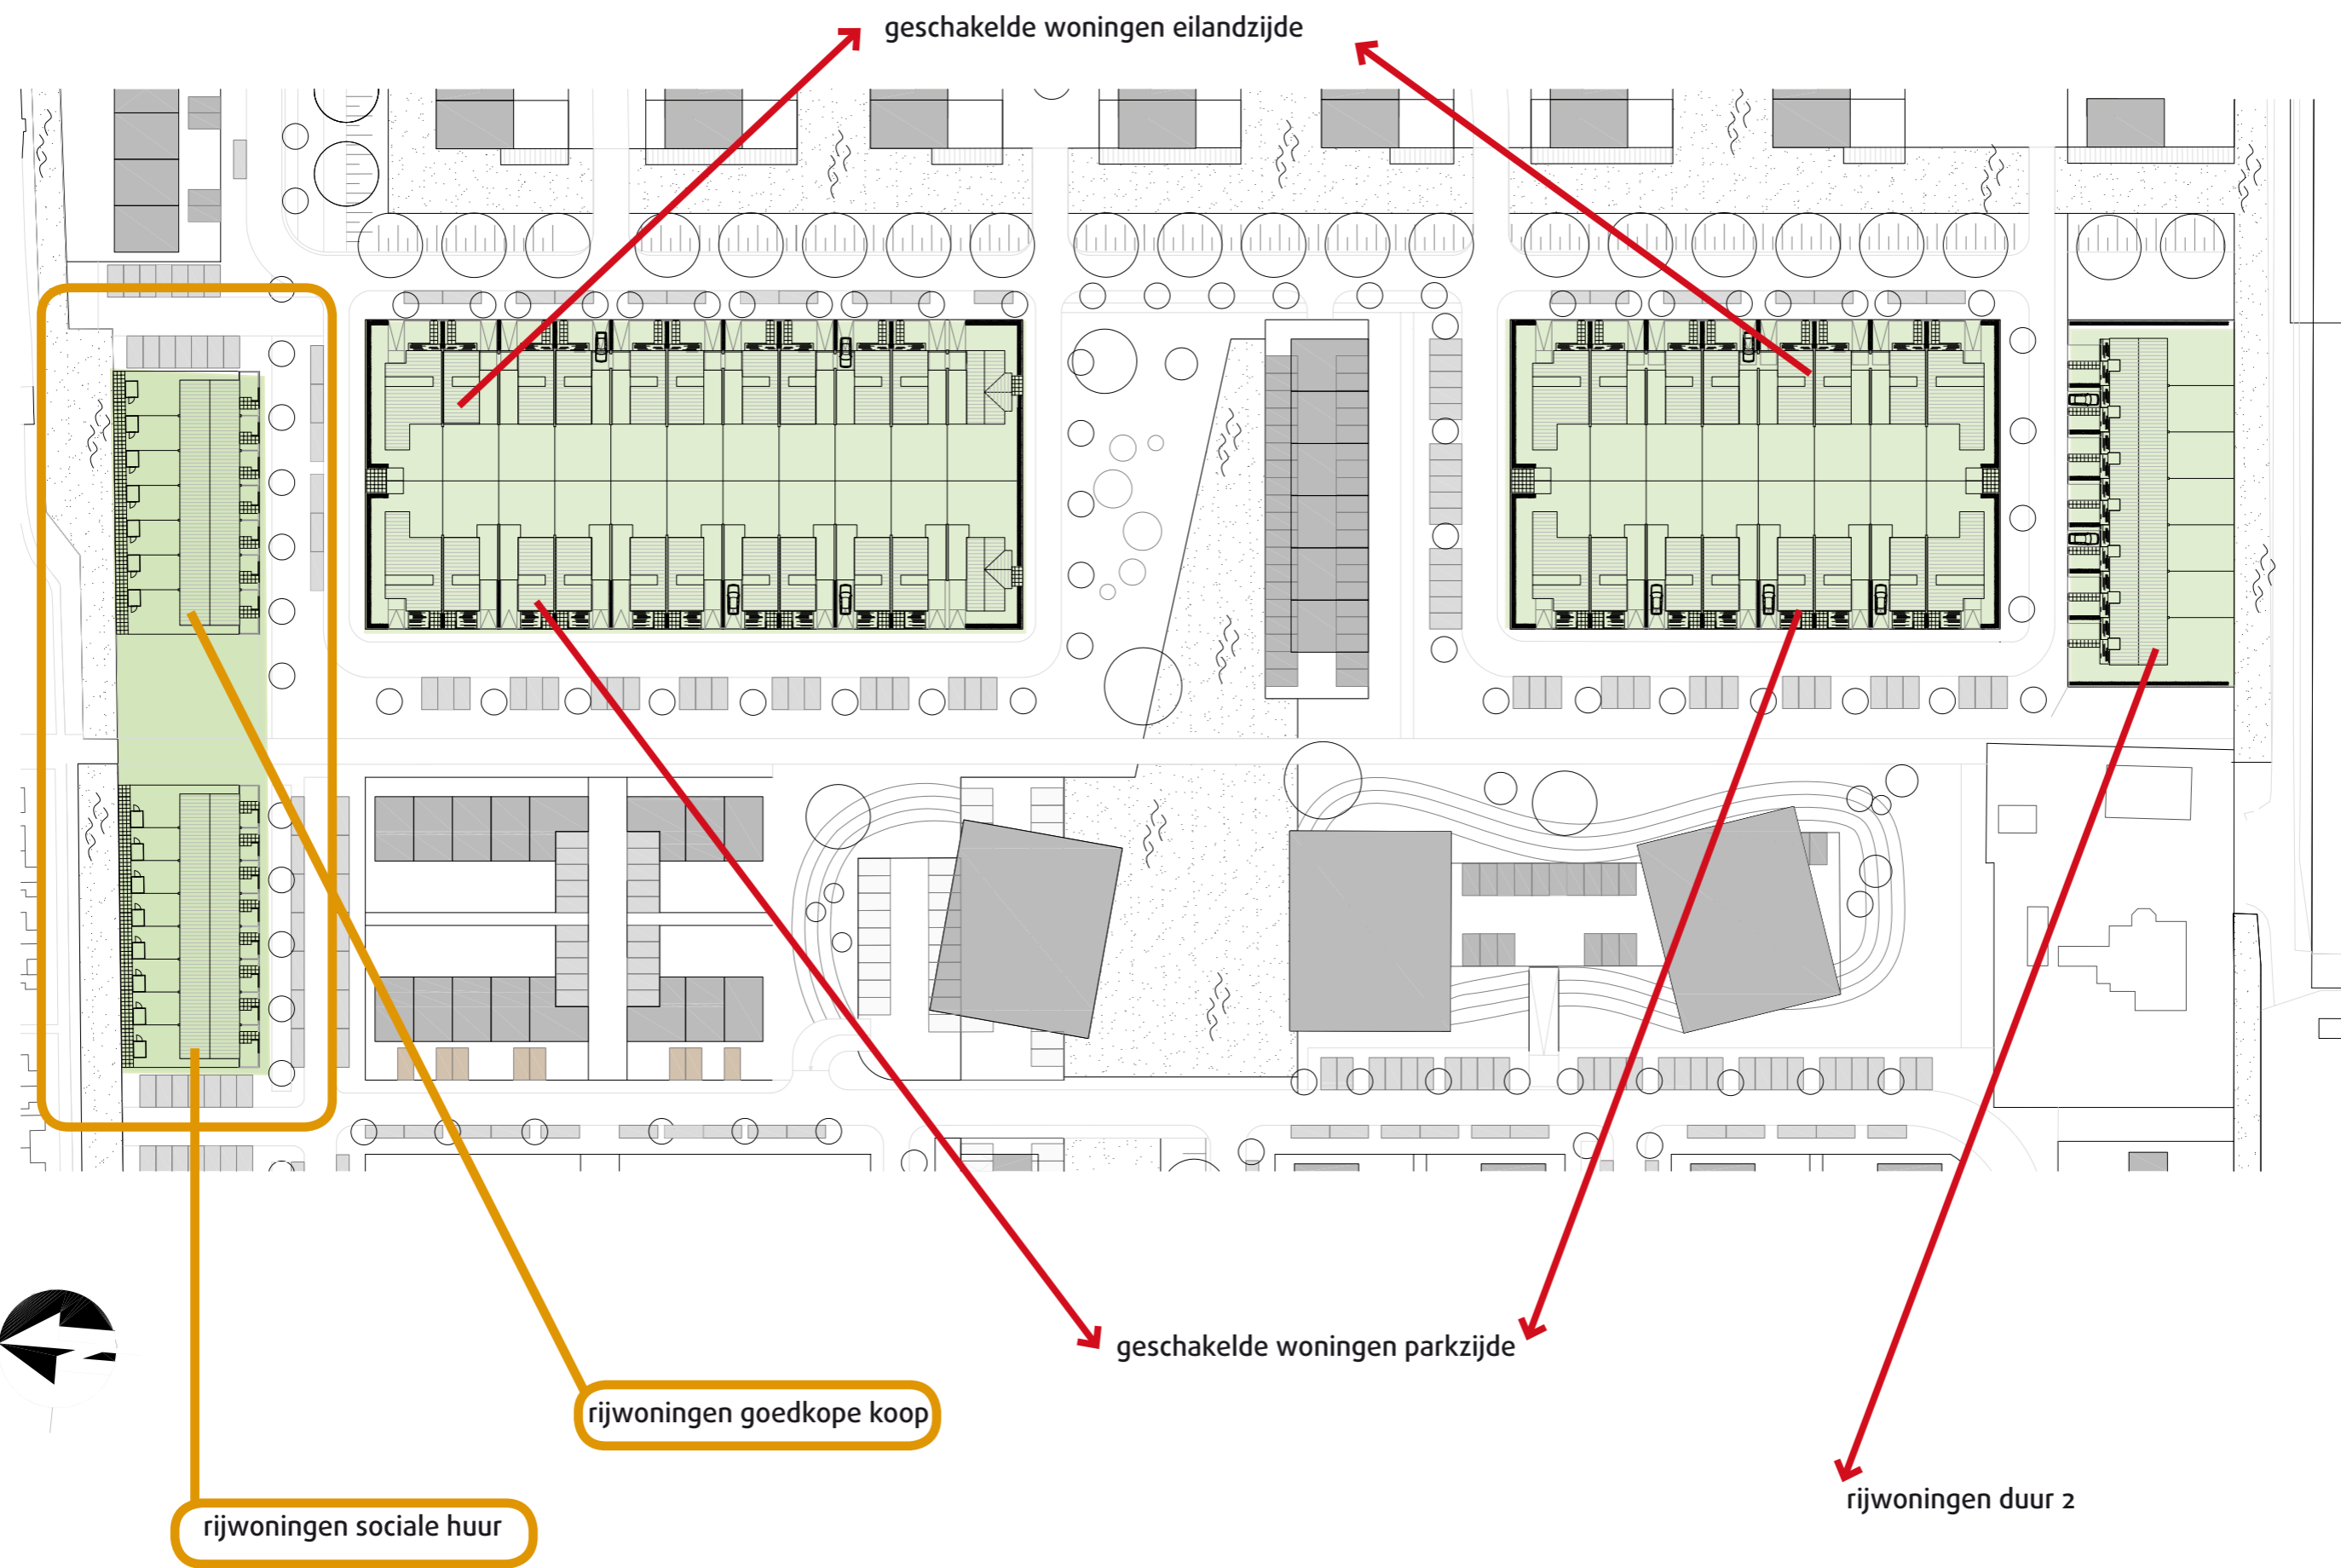 geschakelde woningen eilandzijde
geschakelde woningen parkzijde
rijwoningen goedkope koop
rijwoningen duur 2
rijwoningen sociale huur